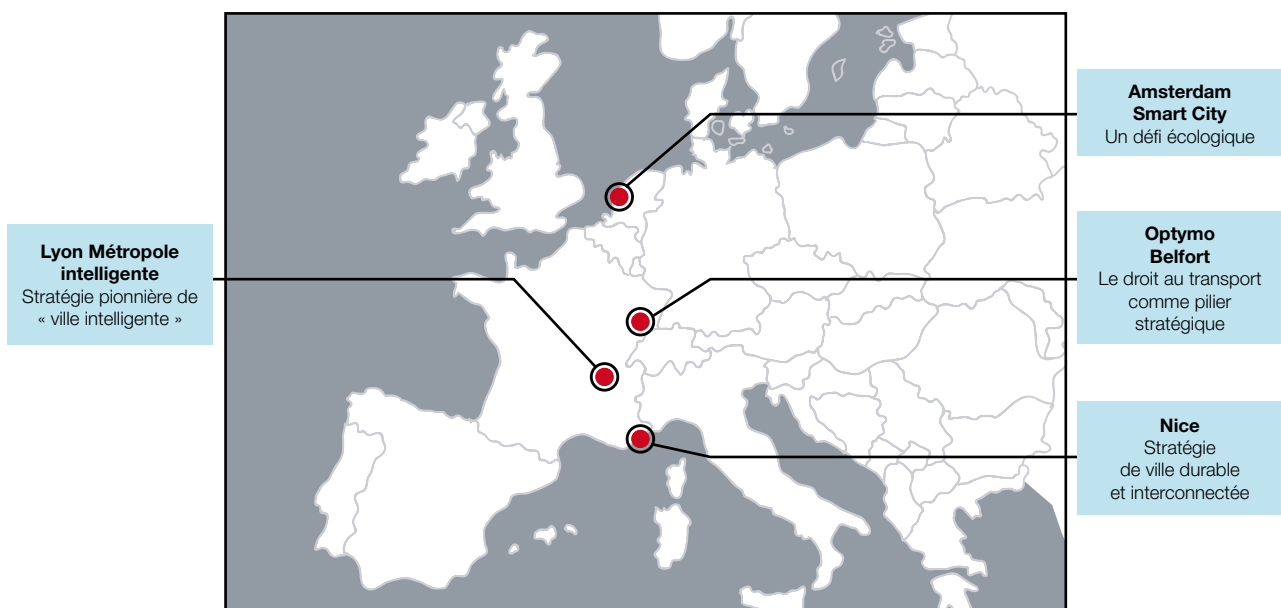 Amsterdam
Smart City
Un défi écologique
Lyon Métropole
intelligente
Stratégie pionnière de
« ville intelligente »
Optymo
Belfort
Le droit au transport
comme pilier
stratégique
Nice
Stratégie
de ville durable
et interconnectée